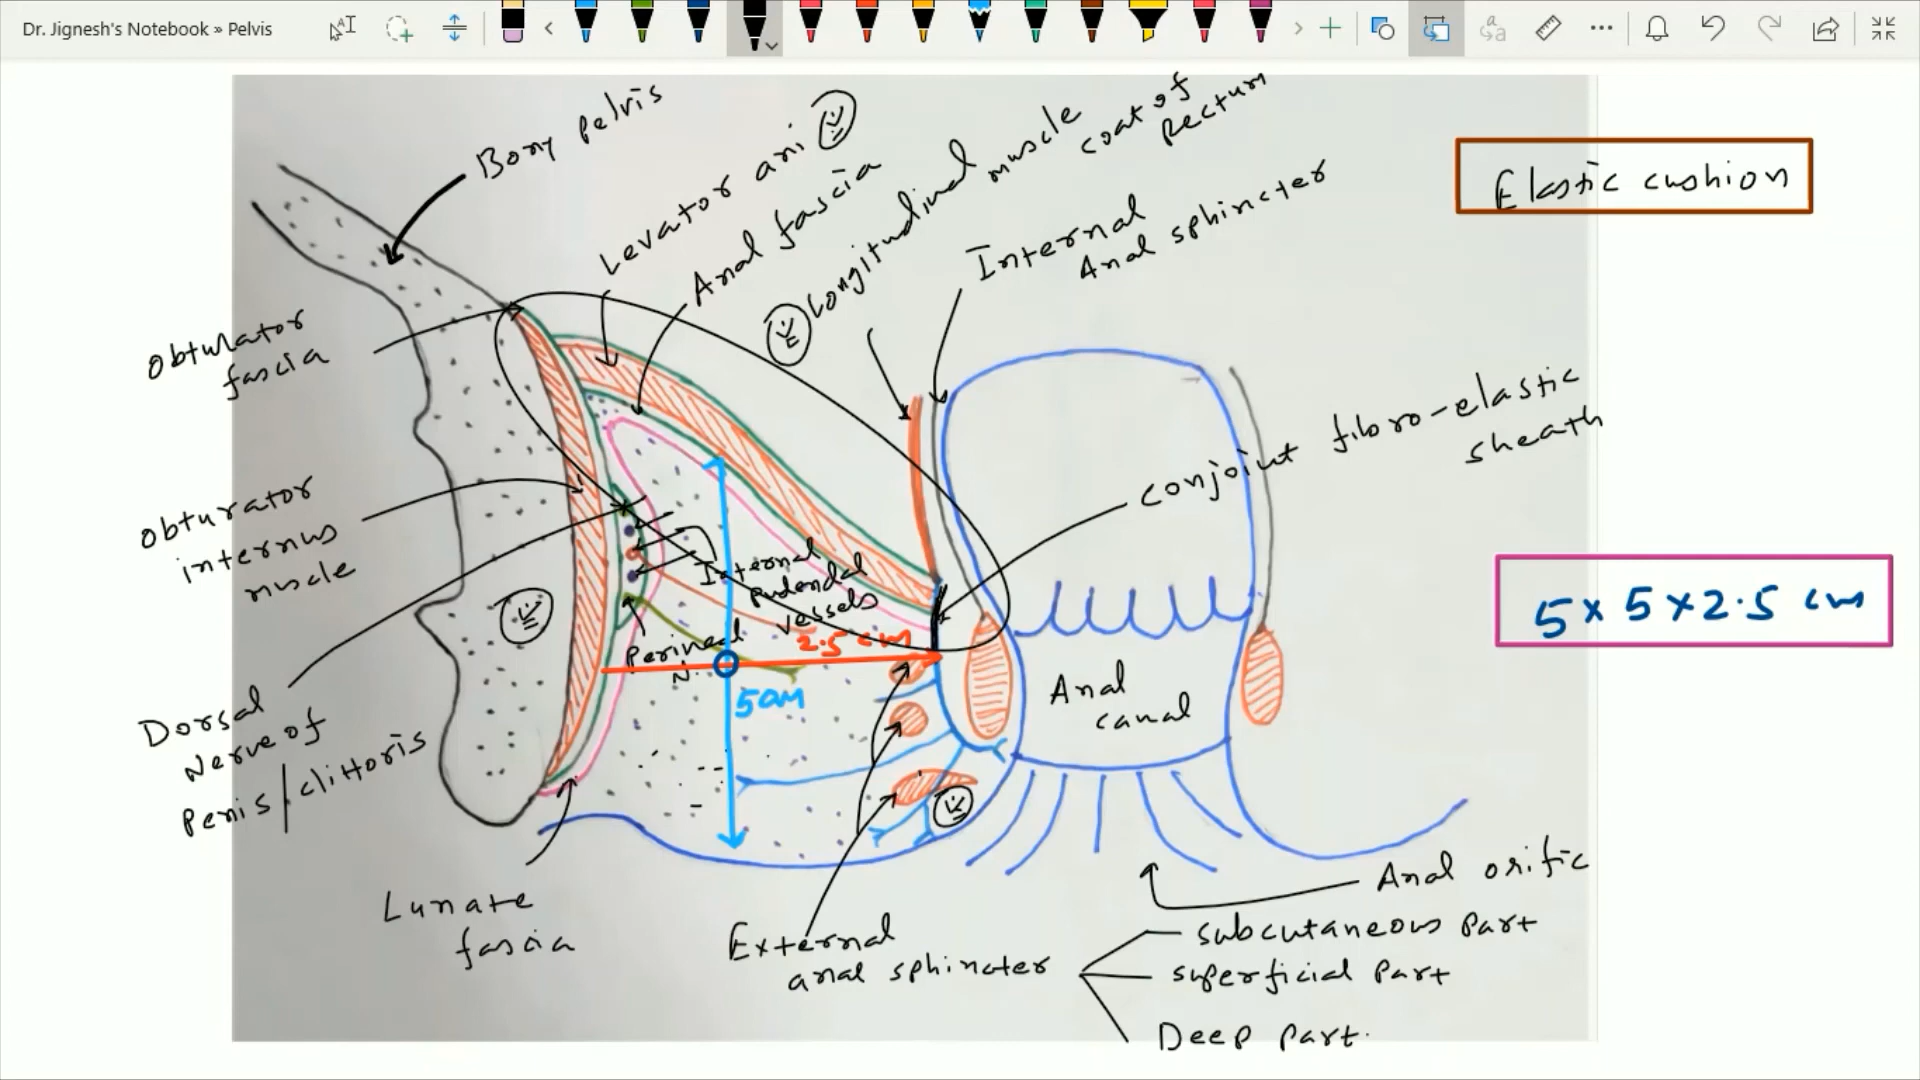 Dr. Jignesh's Notebook » Pelvis
Bony Pelvis
Levator ani
Anal fascia
Longitudinal muscle
coat of
Rectum
Internal
Anal sphincter
Elastic cushion
Obturator
fascia
conjoint fibro-elastic
sheath
Obturator
internus
muscle
Internal
pudendal
vessels
5 x 5 x 2.5 cm
2.5 cm
Perineal
N.
5 cm
Anal
canal
Dorsal
Nerve of
Penis/clittoris
Lunate
fascia
External
anal sphincter
Anal orific
subcutaneous part
superficial part
Deep part.